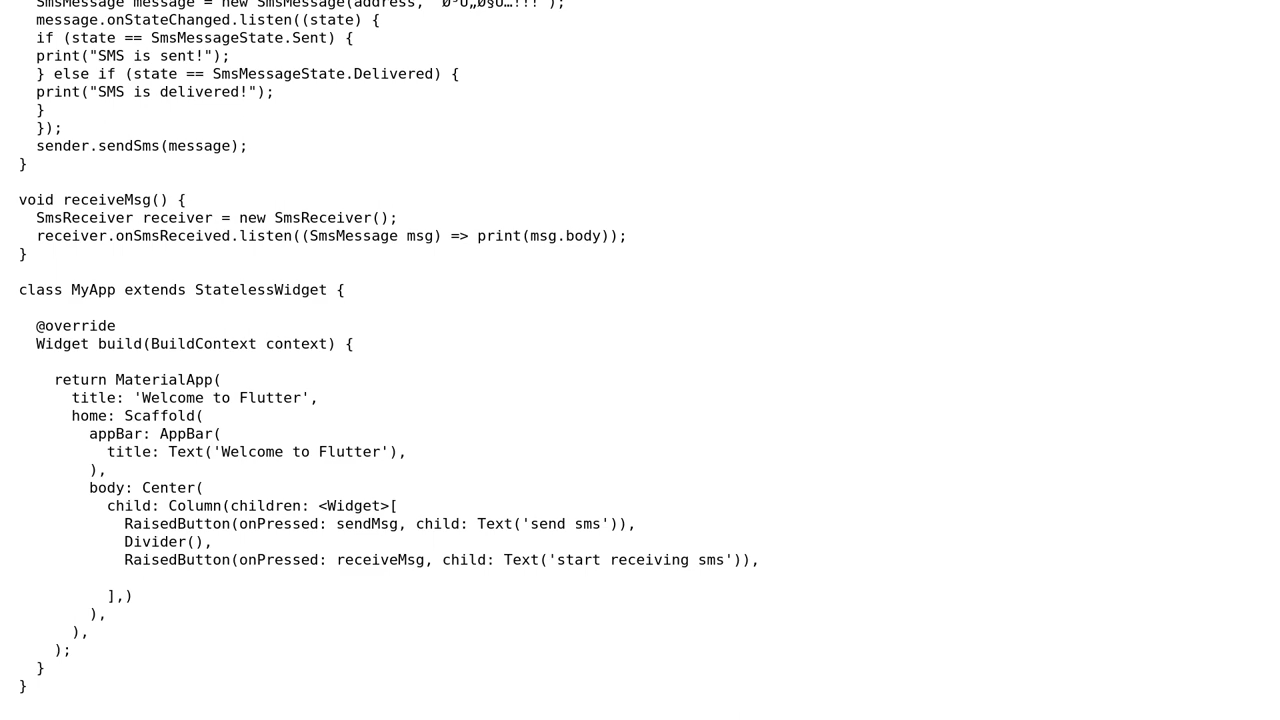 SmsMessage message = new SmsMessage(address, 
message.onStateChanged.listen((state) {
if (state == SmsMessageState.Sent) {
print("SMS is sent!");
} else if (state == SmsMessageState.Delivered) {
print("SMS is delivered!");
}
});
sender.sendSms(message);
}
void receiveMsg() {
SmsReceiver receiver = new SmsReceiver();
receiver.onSmsReceived.listen((SmsMessage msg) => print(msg.body));
}
class MyApp extends StatelessWidget {
@override
Widget build(BuildContext context) {
return MaterialApp(
title: 'Welcome to Flutter',
home: Scaffold(
appBar: AppBar(
title: Text('Welcome to Flutter'),
),
body: Center(
child: Column(children: <Widget>[
RaisedButton(onPressed: sendMsg, child: Text('send sms')),
Divider(),
RaisedButton(onPressed: receiveMsg, child: Text('start receiving sms')),
],)
),
),
);
}
}